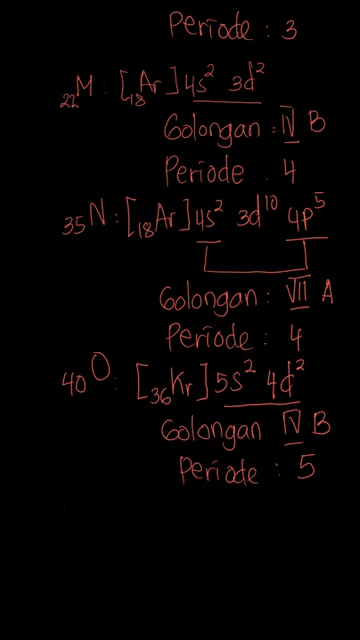 Periode : 3
₂₂M : [₁₈Ar] 4s² 3d²
Golongan : IV B
Periode : 4
₃₅N : [₁₈Ar] 4s² 3d¹⁰ 4p⁵
Golongan : VII A
Periode : 4
₄₀O : [₃₆Kr] 5s² 4d²
Golongan IV B
Periode : 5